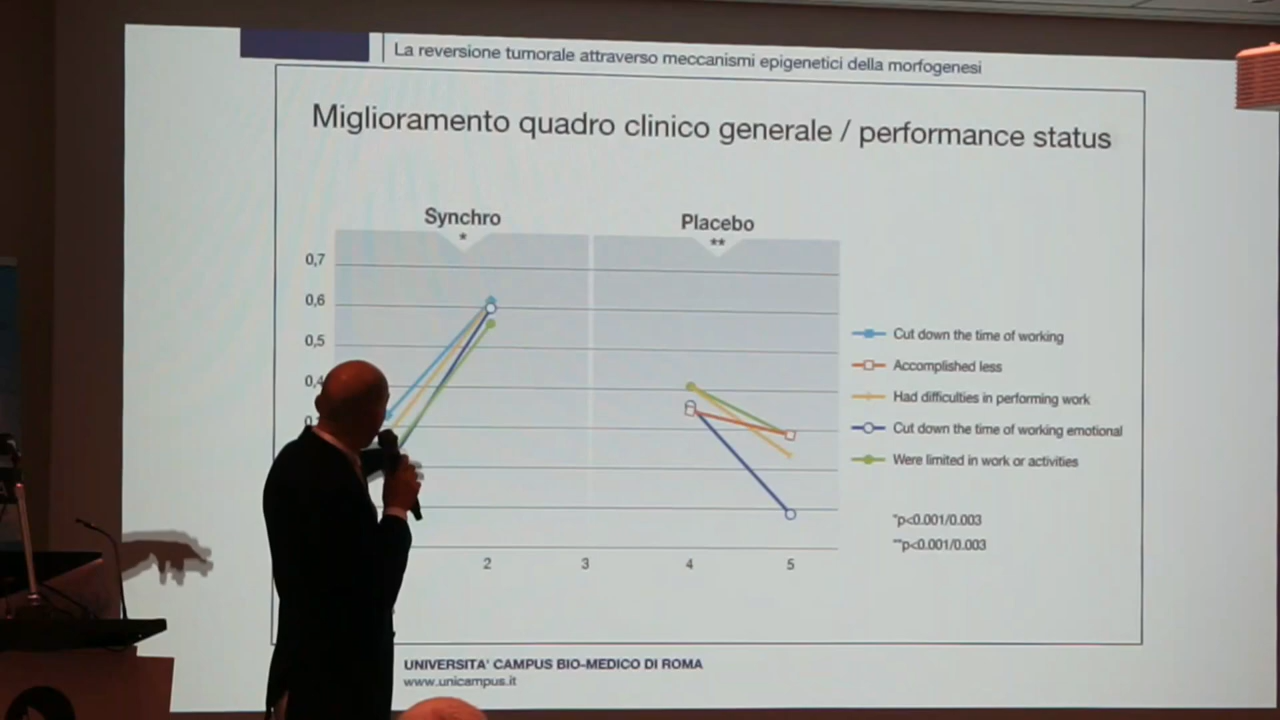 La reversione tumorale attraverso meccanismi epigenetici della morfogenesi
Miglioramento quadro clinico generale / performance status
Synchro
*
Placebo
**
0,7
0,6
0,5
0,4
Cut down the time of working
Accomplished less
Had difficulties in performing work
Cut down the time of working emotional
Were limited in work or activities
*p<0.001/0.003
**p<0.001/0.003
2 3 4 5
UNIVERSITA' CAMPUS BIO-MEDICO DI ROMA
www.unicampus.it